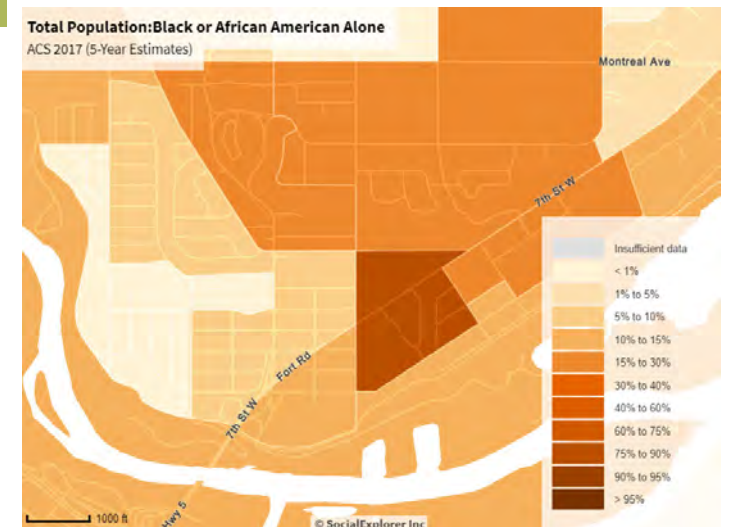 Total Population:Black or African American Alone
ACS 2017 (5-Year Estimates)
Montreal Ave
7th St W
Insufficient data
< 1%
1% to 5%
5% to 10%
10% to 15%
15% to 30%
30% to 40%
40% to 60%
60% to 75%
75% to 90%
90% to 95%
> 95%
Fort Rd
7th St W
Hwy 5
1000 ft
© SocialExplorer Inc